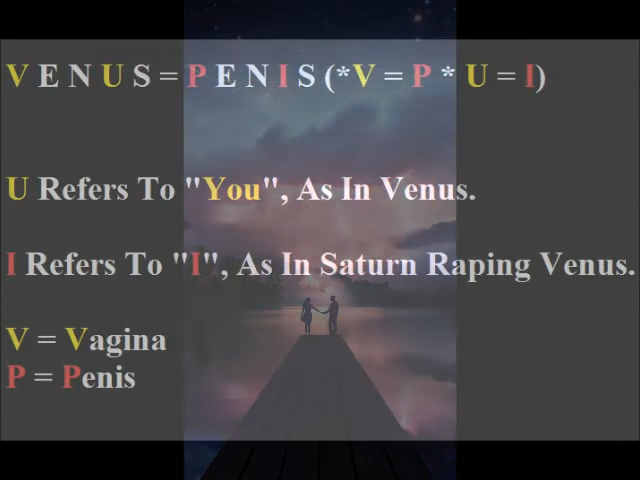 V E N U S = P E N I S (*V = P * U = I)
U Refers To "You", As In Venus.
I Refers To "I", As In Saturn Raping Venus.
V = Vagina
P = Penis